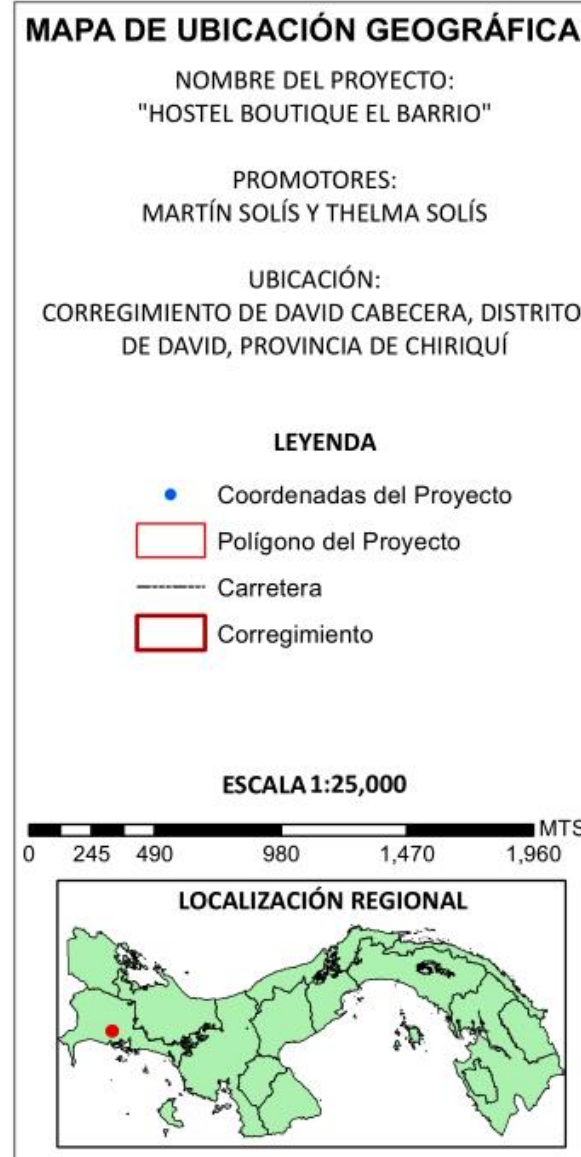 MAPA DE UBICACIÓN GEOGRÁFICA
NOMBRE DEL PROYECTO:
"HOSTEL BOUTIQUE EL BARRIO"
PROMOTORES:
MARTÍN SOLÍS Y THELMA SOLÍS
UBICACIÓN:
CORREGIMIENTO DE DAVID CABECERA, DISTRITO
DE DAVID, PROVINCIA DE CHIRIQUÍ
LEYENDA
Coordenadas del Proyecto
Polígono del Proyecto
Carretera
Corregimiento
ESCALA 1:25,000
MTS
0 245 490 980 1,470 1,960
LOCALIZACIÓN REGIONAL